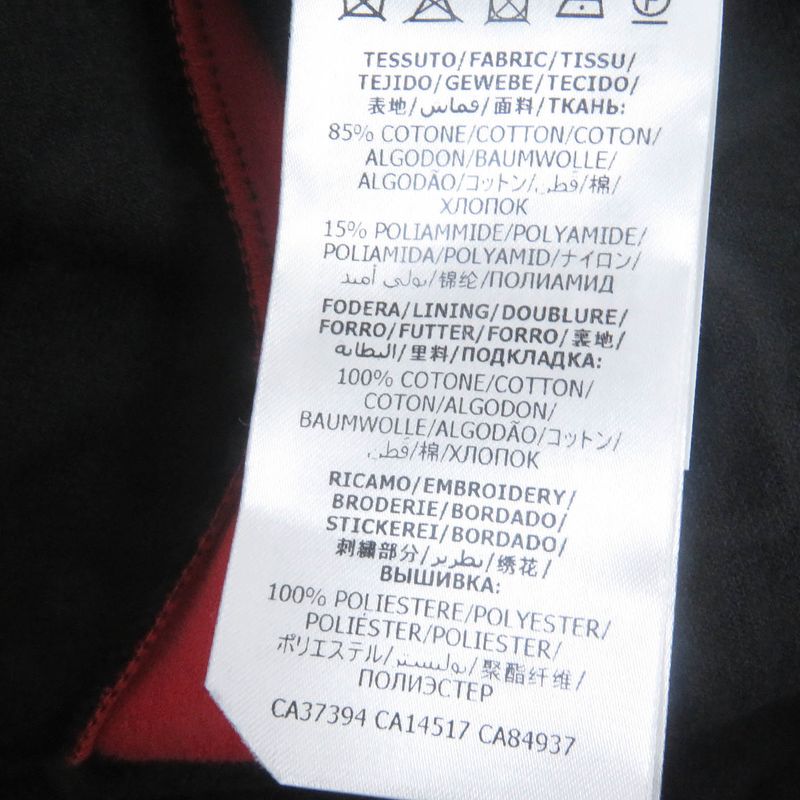 TESSUTO/FABRIC/TISSU/
TEJIDO/GEWEBE/TECIDO/
表地/قماس/面料/ТКАНЬ:
85% COTONE/COTTON/COTON/
ALGODON/BAUMWOLLE/
ALGODÃO/コットン/قطن/棉/
ХЛОПОК
15% POLIAMMIDE/POLYAMIDE/
POLIAMIDA/POLYAMID/ナイロン/
بولي أميد/锦纶/ПОЛИАМИД
FODERA/LINING/DOUBLURE/
FORRO/FUTTER/FORRO/裏地/
البطانه/里料/ПОДКЛАДКА:
100% COTONE/COTTON/
COTON/ALGODON/
BAUMWOLLE/ALGODÃO/コットン/
قطن/棉/ХЛОПОК
RICAMO/EMBROIDERY/
BRODERIE/BORDADO/
STICKEREI/BORDADO/
刺繍部分/تطريز/绣花/
ВЫШИВКА:
100% POLIESTERE/POLYESTER/
POLIÉSTER/POLIESTER/
ポリエステル/بوليستر/聚酯纤维/
ПОЛИЭСТЕР
CA37394 CA14517 CA84937